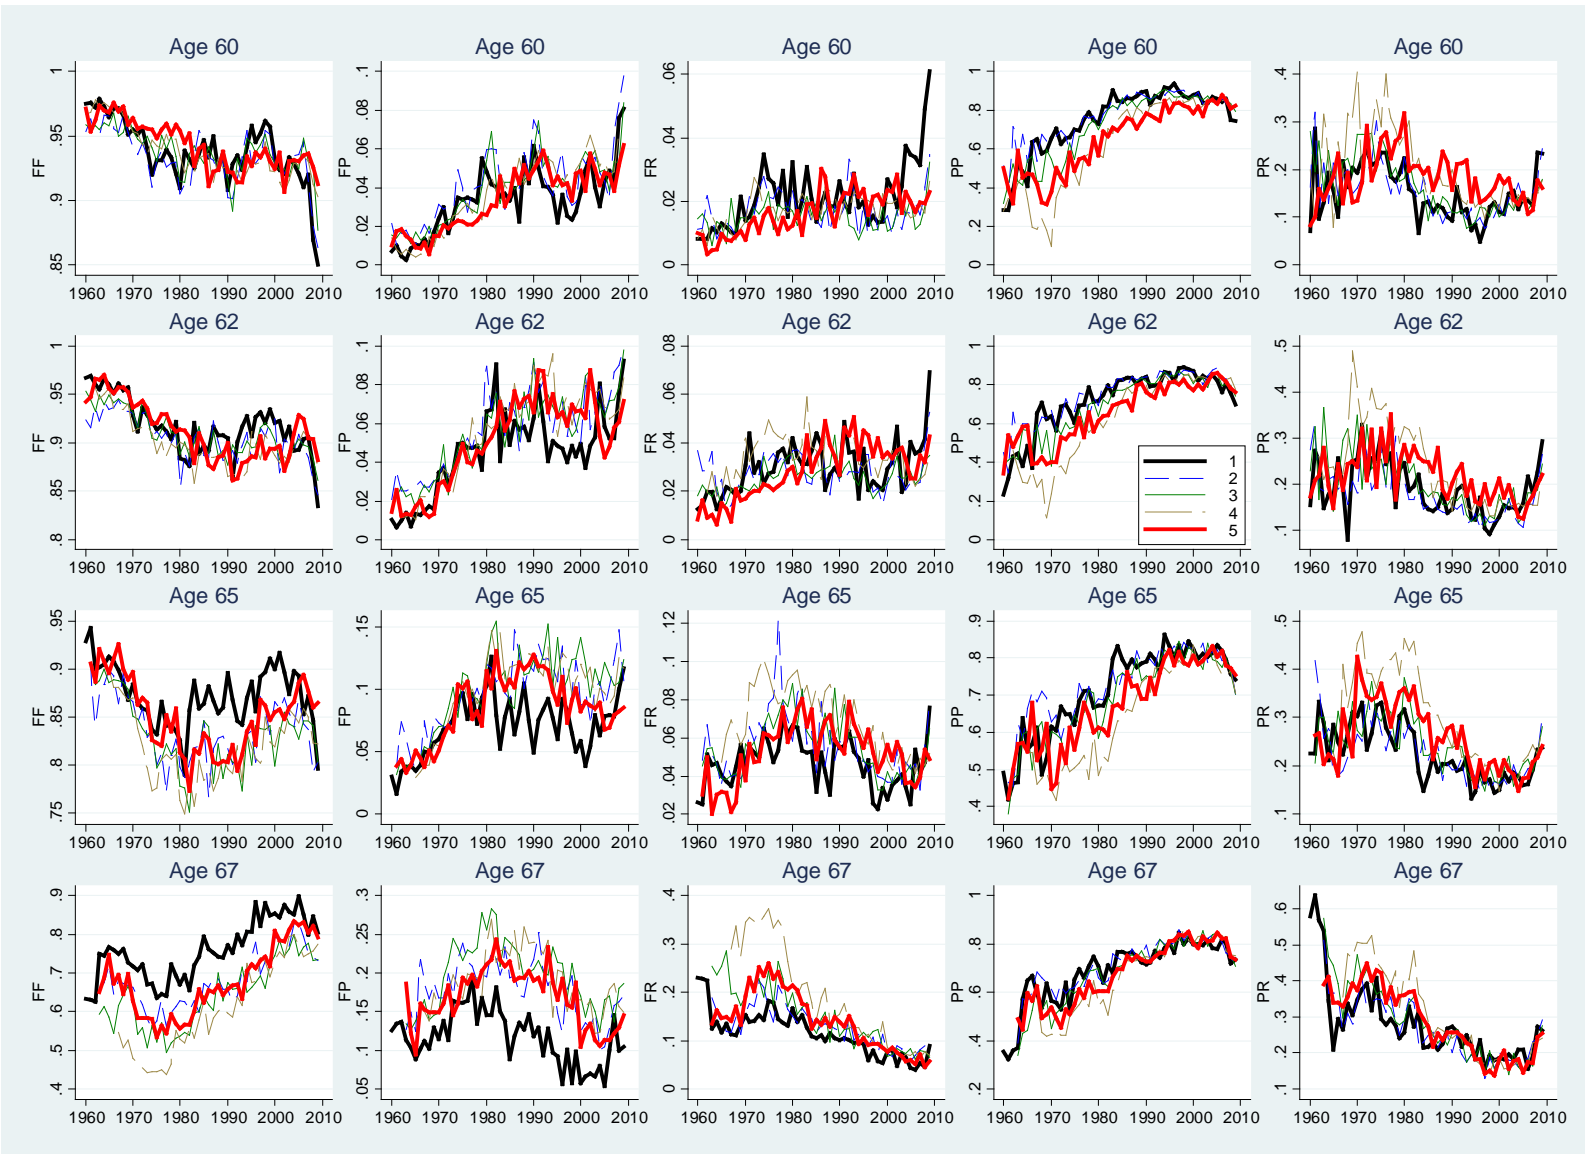 Age 60 Age 60 Age 60 Age 60 Age 60
FF .85 .9 .95 1
FP 0 .02 .04 .06 .08 .1
FR 0 .02 .04 .06
PP 0 .2 .4 .6 .8 1
PR 0 .1 .2 .3 .4
1960 1970 1980 1990 2000 2010 1960 1970 1980 1990 2000 2010 1960 1970 1980 1990 2000 2010 1960 1970 1980 1990 2000 2010 1960 1970 1980 1990 2000 2010
Age 62 Age 62 Age 62 Age 62 Age 62
FF .8 .85 .9 .95 1
FP 0 .02 .04 .06 .08 .1
FR 0 .02 .04 .06 .08
PP 0 .2 .4 .6 .8 1
1
2
3
4
5
PR .1 .2 .3 .4 .5
1960 1970 1980 1990 2000 2010 1960 1970 1980 1990 2000 2010 1960 1970 1980 1990 2000 2010 1960 1970 1980 1990 2000 2010 1960 1970 1980 1990 2000 2010
Age 65 Age 65 Age 65 Age 65 Age 65
FF .75 .8 .85 .9 .95
FP 0 .05 .1 .15
FR .02 .04 .06 .08 .1 .12
PP .4 .5 .6 .7 .8 .9
PR .1 .2 .3 .4 .5
1960 1970 1980 1990 2000 2010 1960 1970 1980 1990 2000 2010 1960 1970 1980 1990 2000 2010 1960 1970 1980 1990 2000 2010 1960 1970 1980 1990 2000 2010
Age 67 Age 67 Age 67 Age 67 Age 67
FF .4 .5 .6 .7 .8 .9
FP .05 .1 .15 .2 .25 .3
FR 0 .1 .2 .3 .4
PP .2 .4 .6 .8 1
PR .1 .2 .3 .4 .5 .6
1960 1970 1980 1990 2000 2010 1960 1970 1980 1990 2000 2010 1960 1970 1980 1990 2000 2010 1960 1970 1980 1990 2000 2010 1960 1970 1980 1990 2000 2010